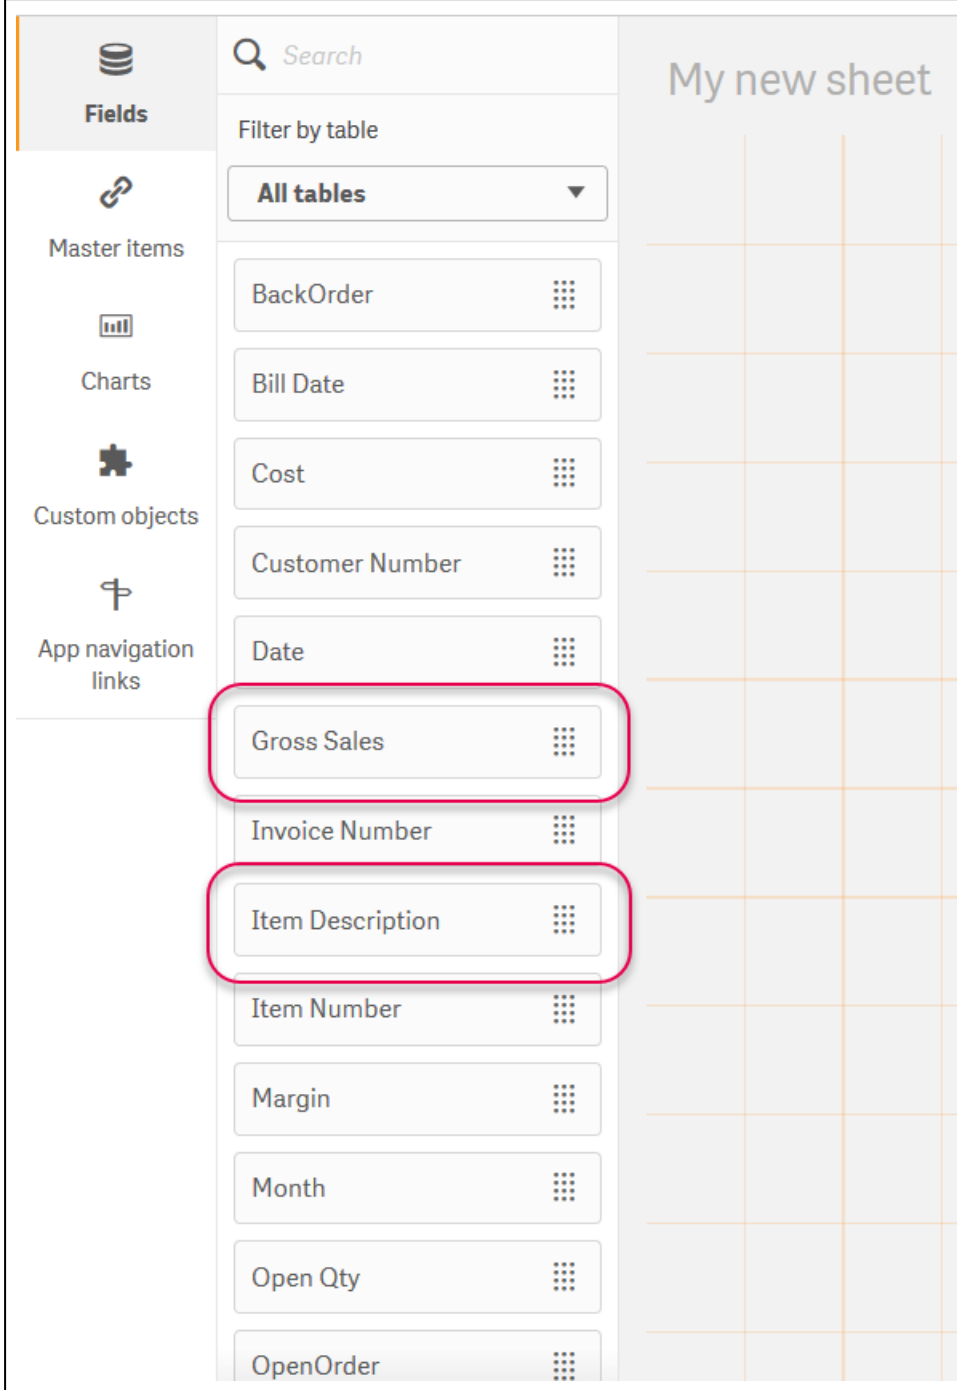 Fields
Master items
Charts
Custom objects
App navigation
links
Search
Filter by table
All tables
BackOrder
Bill Date
Cost
Customer Number
Date
Gross Sales
Invoice Number
Item Description
Item Number
Margin
Month
Open Qty
OpenOrder
My new sheet